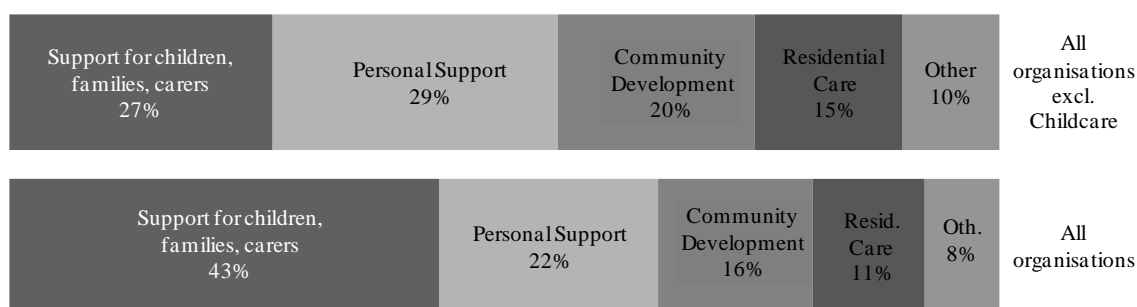 Support for children,
families, carers
27%
Personal Support
29%
Community
Development
20%
Residential
Care
15%
Other
10%
All
organisations
excl.
Childcare
Support for children,
families, carers
43%
Personal Support
22%
Community
Development
16%
Resid.
Care
11%
Oth.
8%
All
organisations